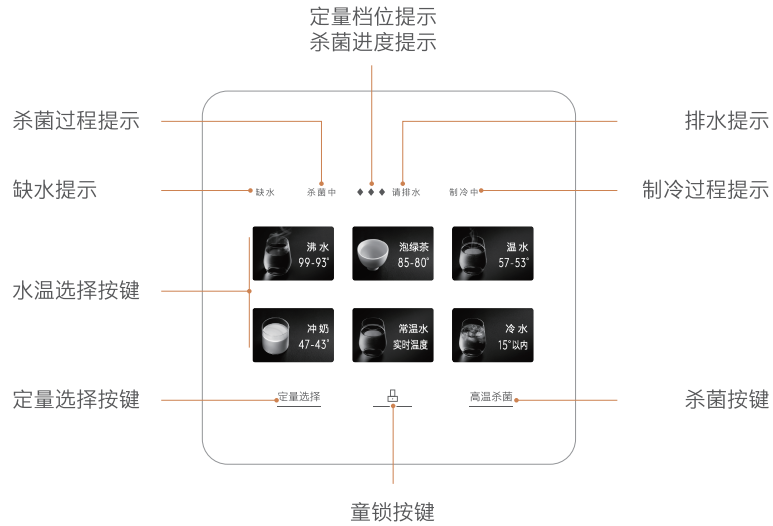 定量档位提示
杀菌进度提示
杀菌过程提示
排水提示
缺水提示
制冷过程提示
缺水
杀菌中
请排水
制冷中
沸水
99-93°
泡绿茶
85-80°
温水
57-53°
水温选择按键
冲奶
47-43°
常温水
实时温度
冷水
15°以内
定量选择按键
定量选择
高温杀菌
杀菌按键
童锁按键